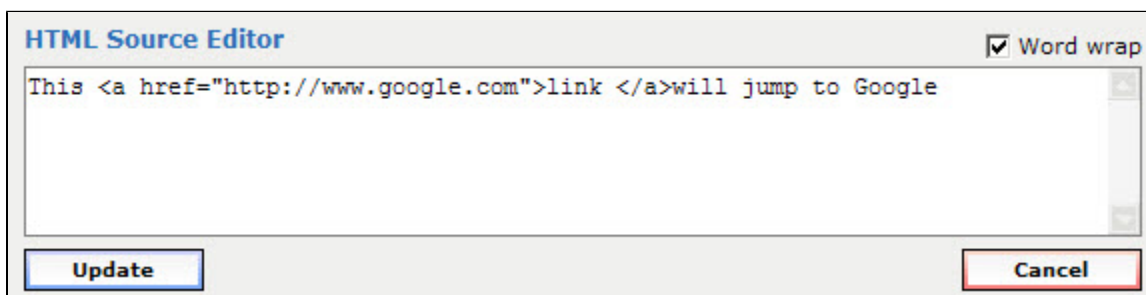 HTML Source Editor
Word wrap
This <a href="http://www.google.com">link </a>will jump to Google
Update
Cancel